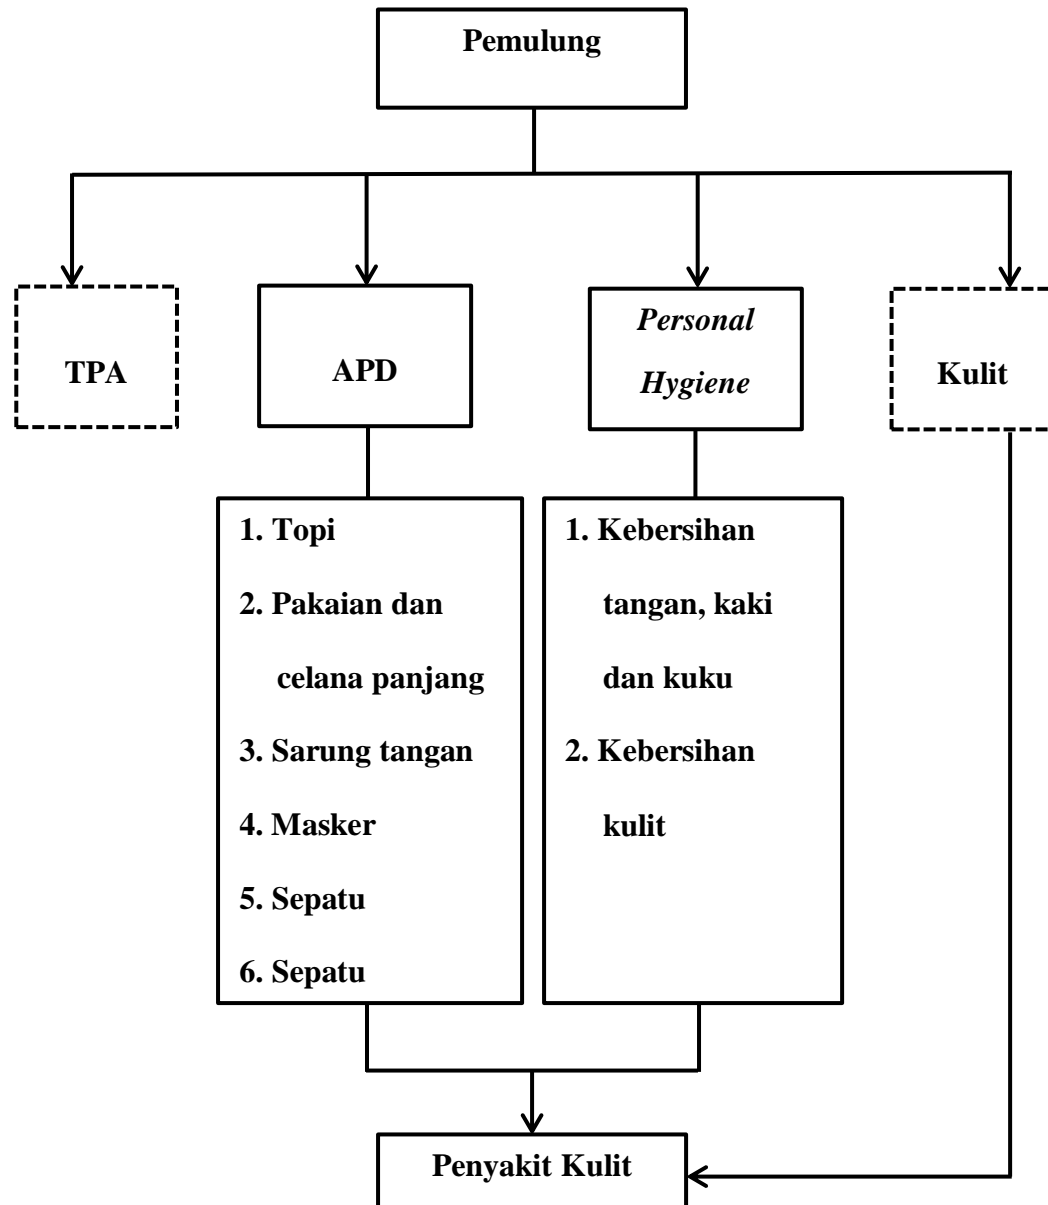 Pemulung
TPA
APD
Personal
Hygiene
Kulit
1. Topi
2. Pakaian dan
celana panjang
3. Sarung tangan
4. Masker
5. Sepatu
6. Sepatu
1. Kebersihan
tangan, kaki
dan kuku
2. Kebersihan
kulit
Penyakit Kulit